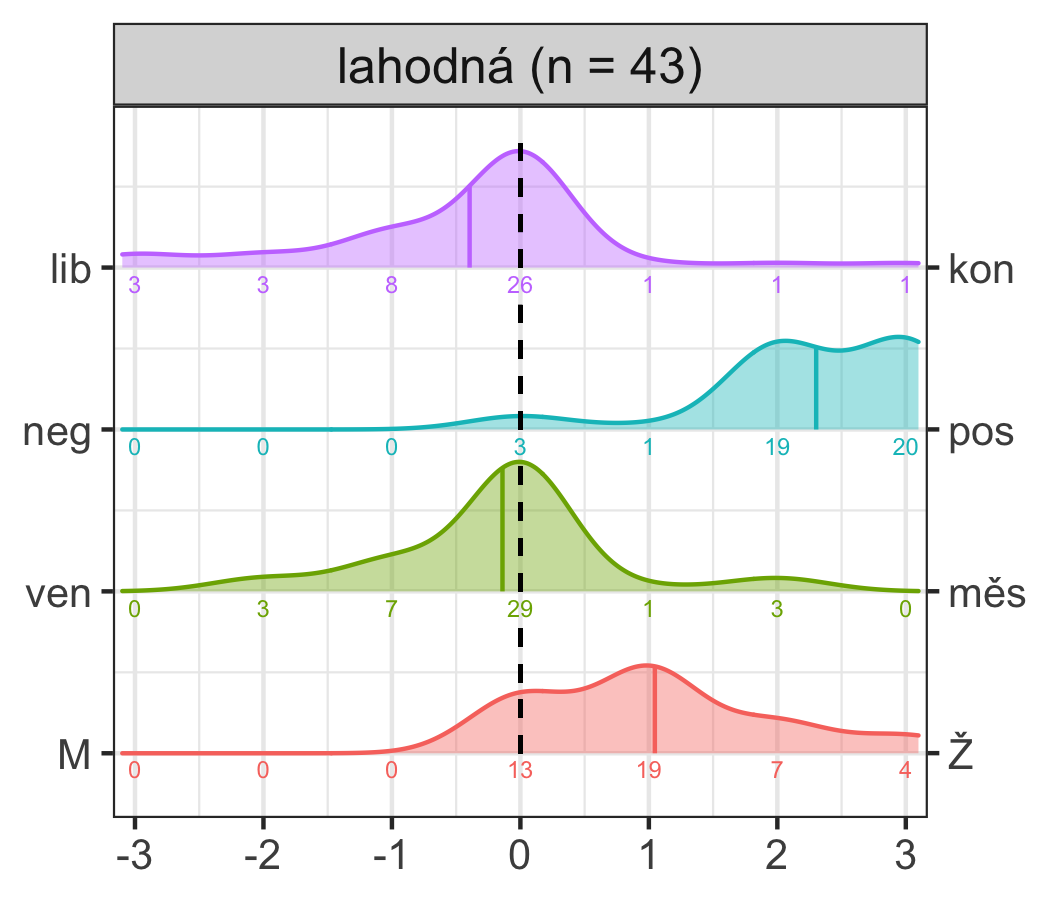 lahodná (n = 43)
lib kon
3 3 8 26 1 1 1
neg pos
0 0 0 3 1 19 20
ven měs
0 3 7 29 1 3 0
M Ž
0 0 0 13 19 7 4
-3 -2 -1 0 1 2 3